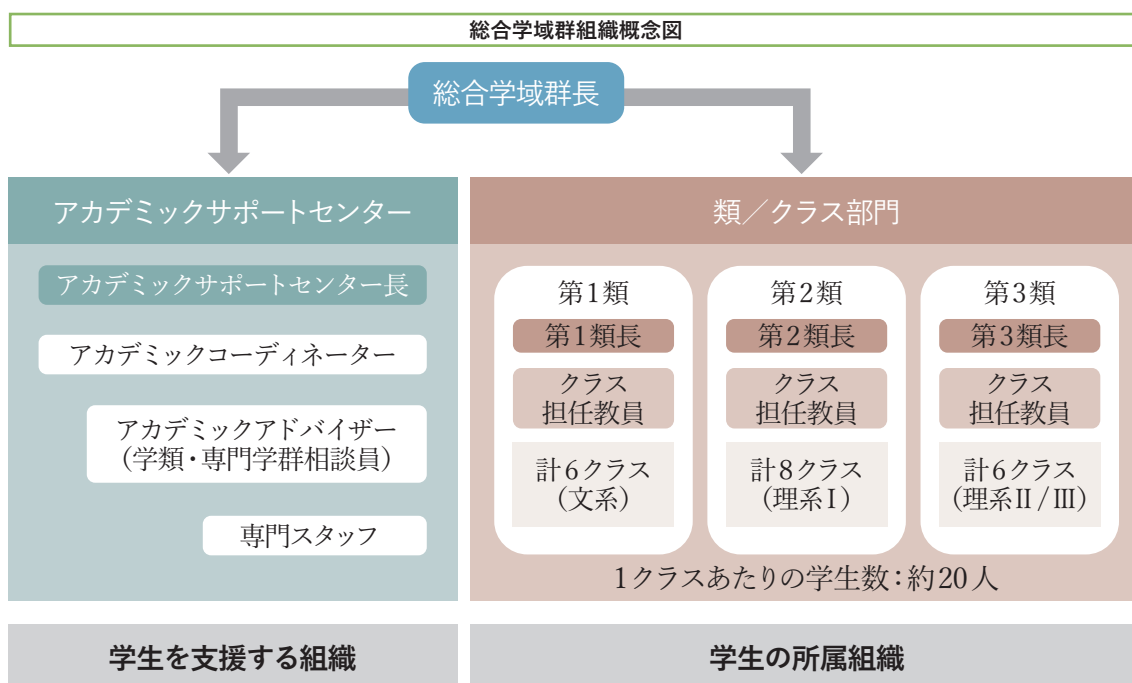 総合学域群組織概念図
総合学域群長
アカデミックサポートセンター
アカデミックサポートセンター長
アカデミックコーディネーター
アカデミックアドバイザー
（学類・専門学群相談員）
専門スタッフ
学生を支援する組織
類／クラス部門
第1類
第1類長
クラス
担任教員
計6クラス
（文系）
第2類
第2類長
クラス
担任教員
計8クラス
（理系I）
第3類
第3類長
クラス
担任教員
計6クラス
（理系II/III）
1クラスあたりの学生数：約20人
学生の所属組織